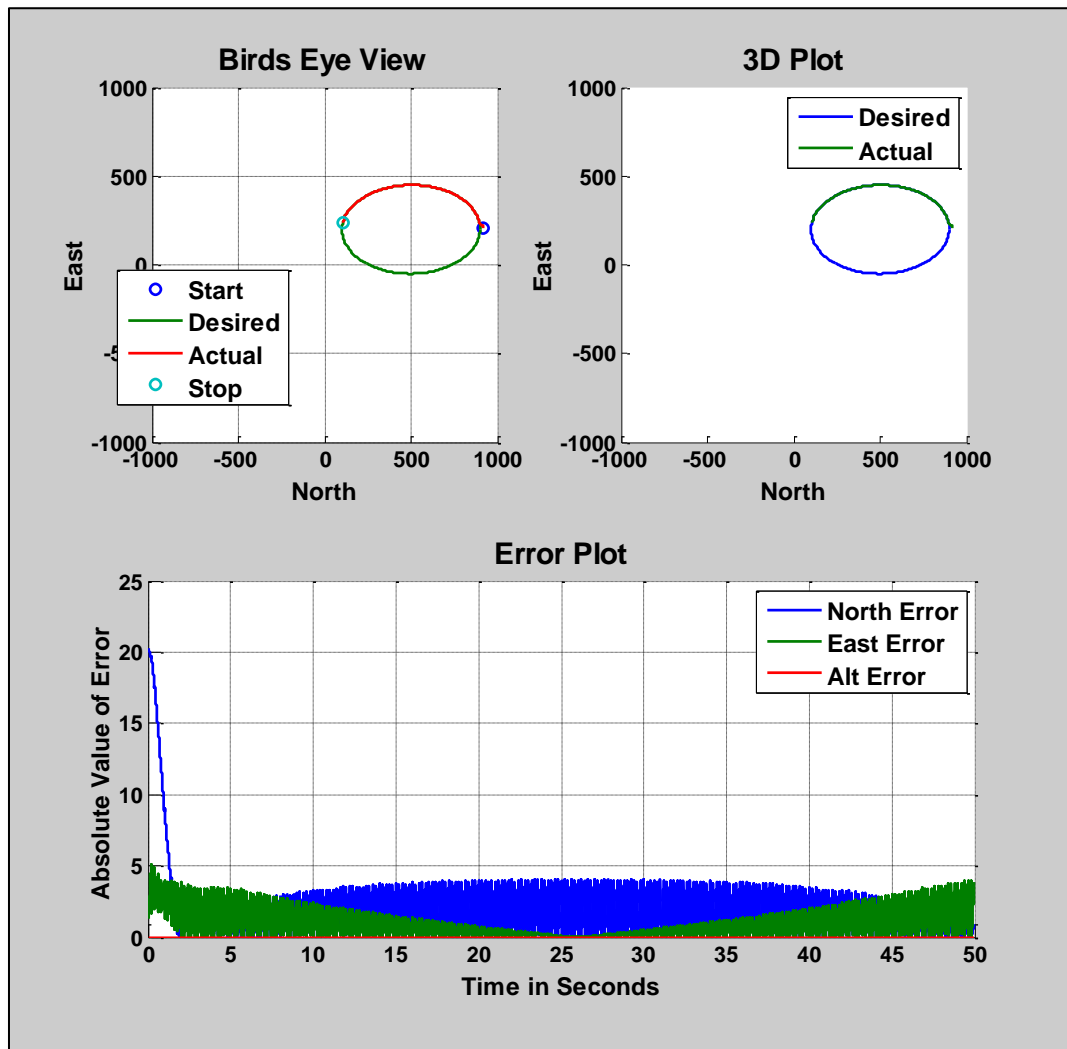 Birds Eye View
1000
500
0
-500
-1000
East
-1000 -500 0 500 1000
North
Start
Desired
Actual
Stop
3D Plot
1000
500
0
-500
-1000
East
-1000 -500 0 500 1000
North
Desired
Actual
Error Plot
25
20
15
10
5
0
Absolute Value of Error
0 5 10 15 20 25 30 35 40 45 50
Time in Seconds
North Error
East Error
Alt Error